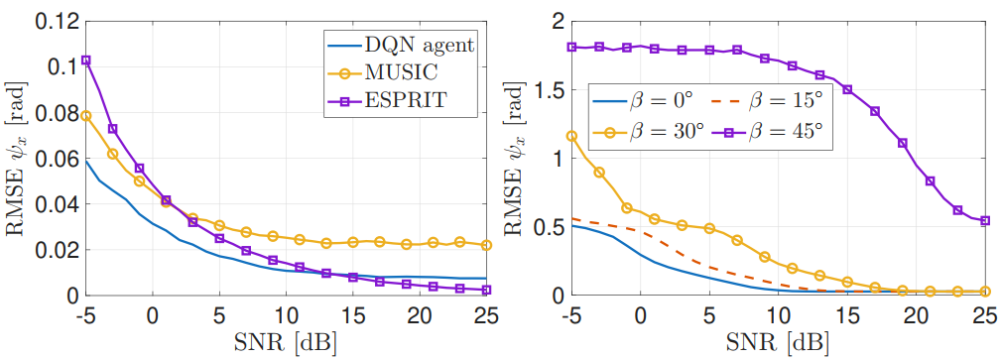 RMSE ψx [rad]
0.12
0.1
0.08
0.06
0.04
0.02
0
-5 0 5 10 15 20 25
SNR [dB]
DQN agent
MUSIC
ESPRIT
RMSE ψx [rad]
2
1.5
1
0.5
0
-5 0 5 10 15 20 25
SNR [dB]
β = 0° β = 15°
β = 30° β = 45°